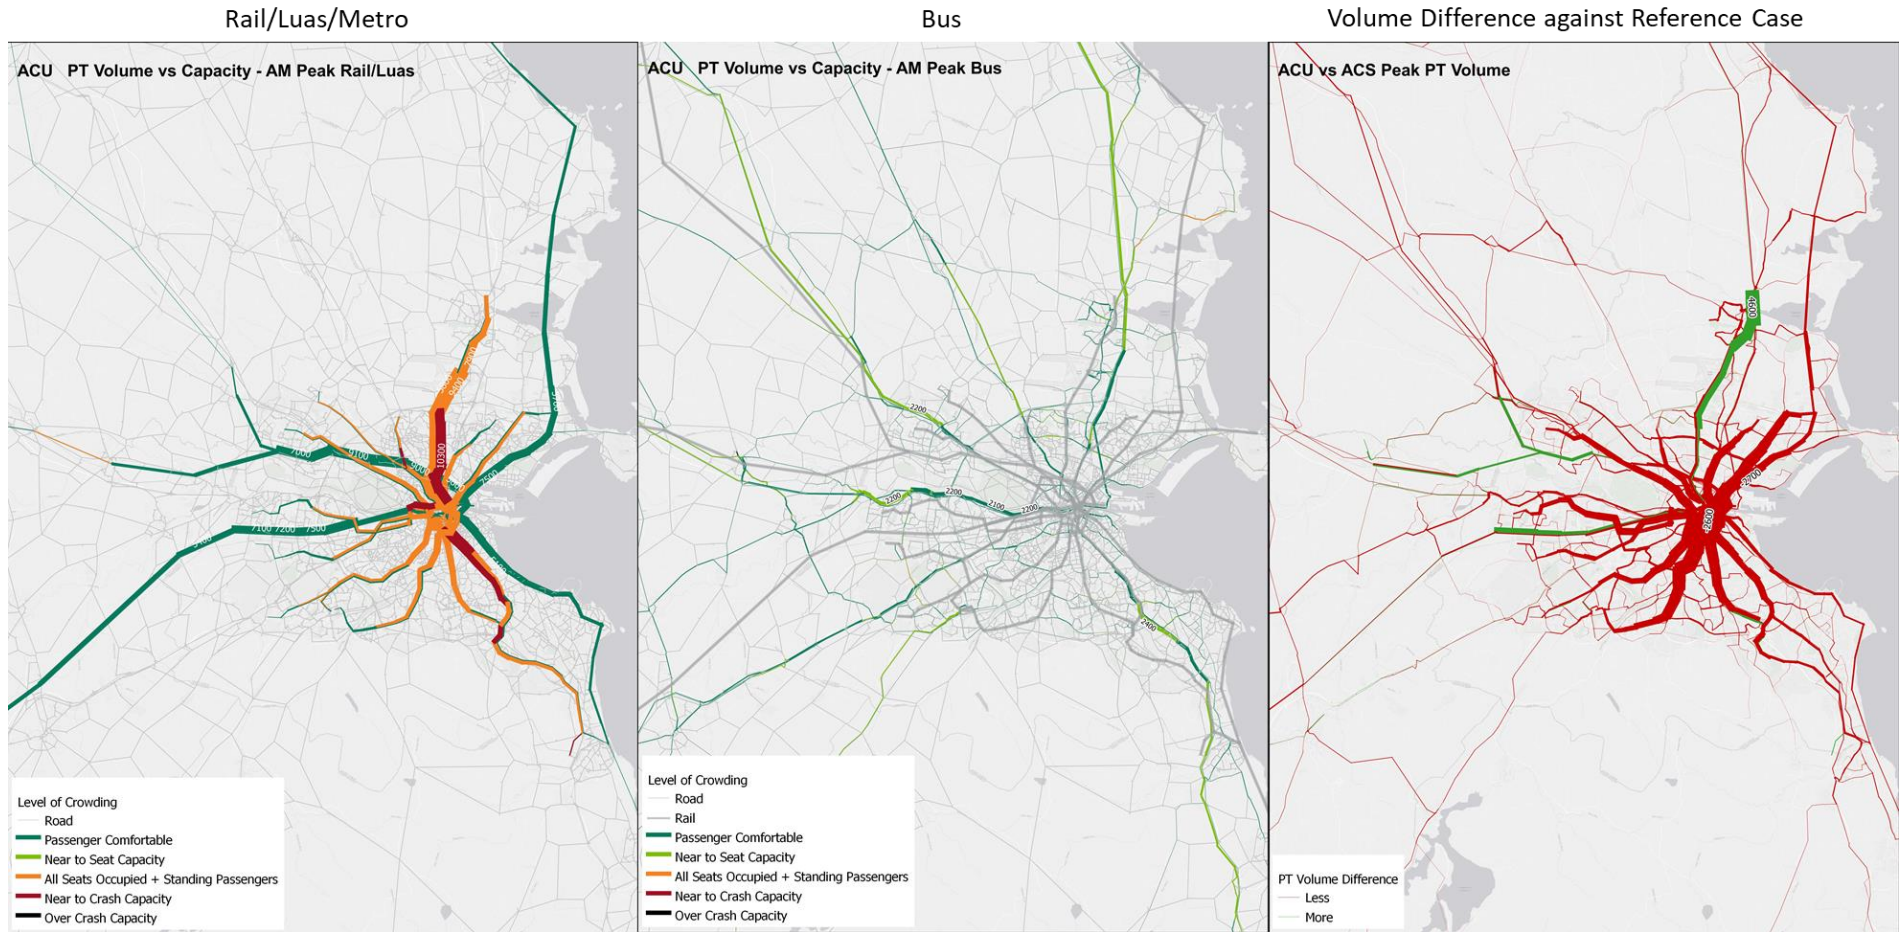 Rail/Luas/Metro
Bus
Volume Difference against Reference Case
ACU PT Volume vs Capacity - AM Peak Rail/Luas
10300
7000
6100
7500
7100 7200 7500
Level of Crowding
Road
Passenger Comfortable
Near to Seat Capacity
All Seats Occupied + Standing Passengers
Near to Crash Capacity
Over Crash Capacity
ACU PT Volume vs Capacity - AM Peak Bus
2200
2200
2200
2100
2200
2400
Level of Crowding
Road
Rail
Passenger Comfortable
Near to Seat Capacity
All Seats Occupied + Standing Passengers
Near to Crash Capacity
Over Crash Capacity
ACU vs ACS Peak PT Volume
4600
-2700
-2600
PT Volume Difference
Less
More